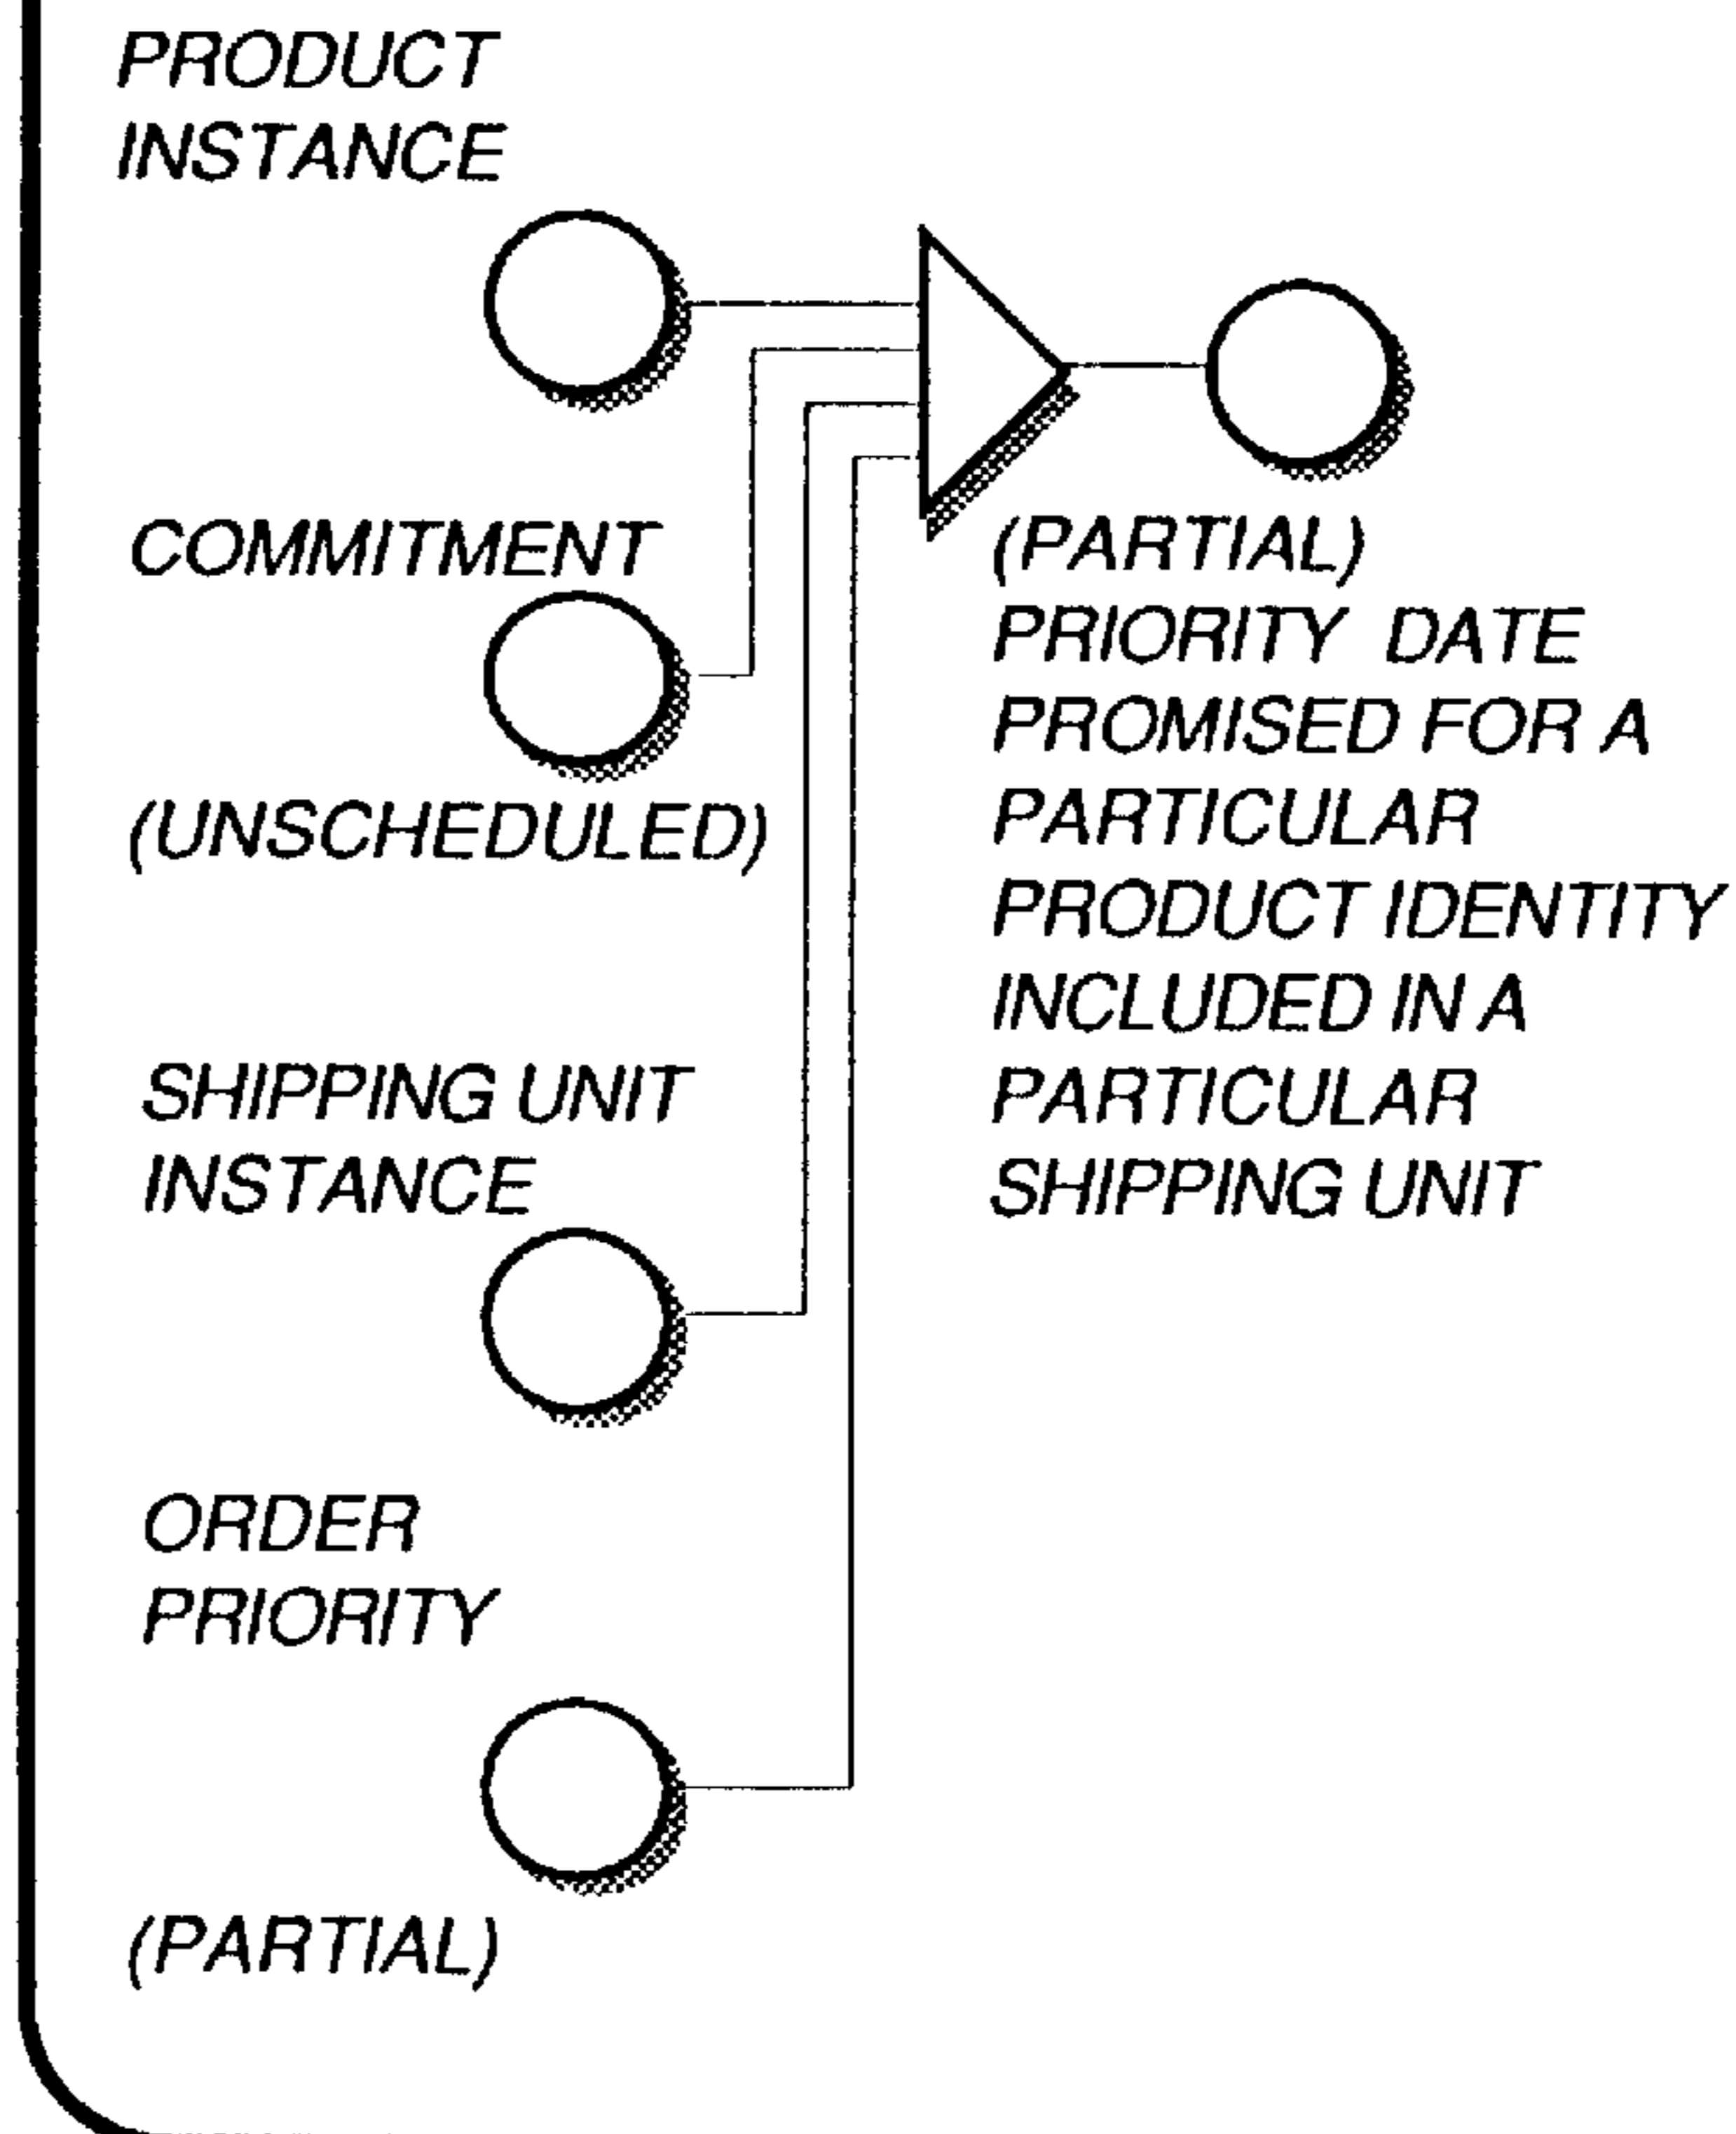 PRODUCT
INSTANCE
COMMITMENT
(UNSCHEDULED)
SHIPPING UNIT
INSTANCE
ORDER
PRIORITY
(PARTIAL)
(PARTIAL)
PRIORITY DATE
PROMISED FOR A
PARTICULAR
PRODUCT IDENTITY
INCLUDED IN A
PARTICULAR
SHIPPING UNIT